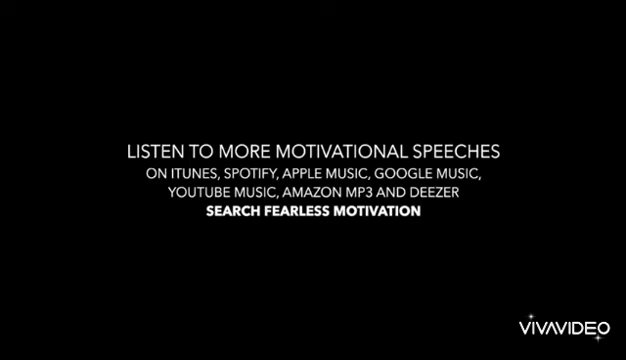 LISTEN TO MORE MOTIVATIONAL SPEECHES
ON ITUNES, SPOTIFY, APPLE MUSIC, GOOGLE MUSIC,
YOUTUBE MUSIC, AMAZON MP3 AND DEEZER
SEARCH FEARLESS MOTIVATION
VIVAVIDEO